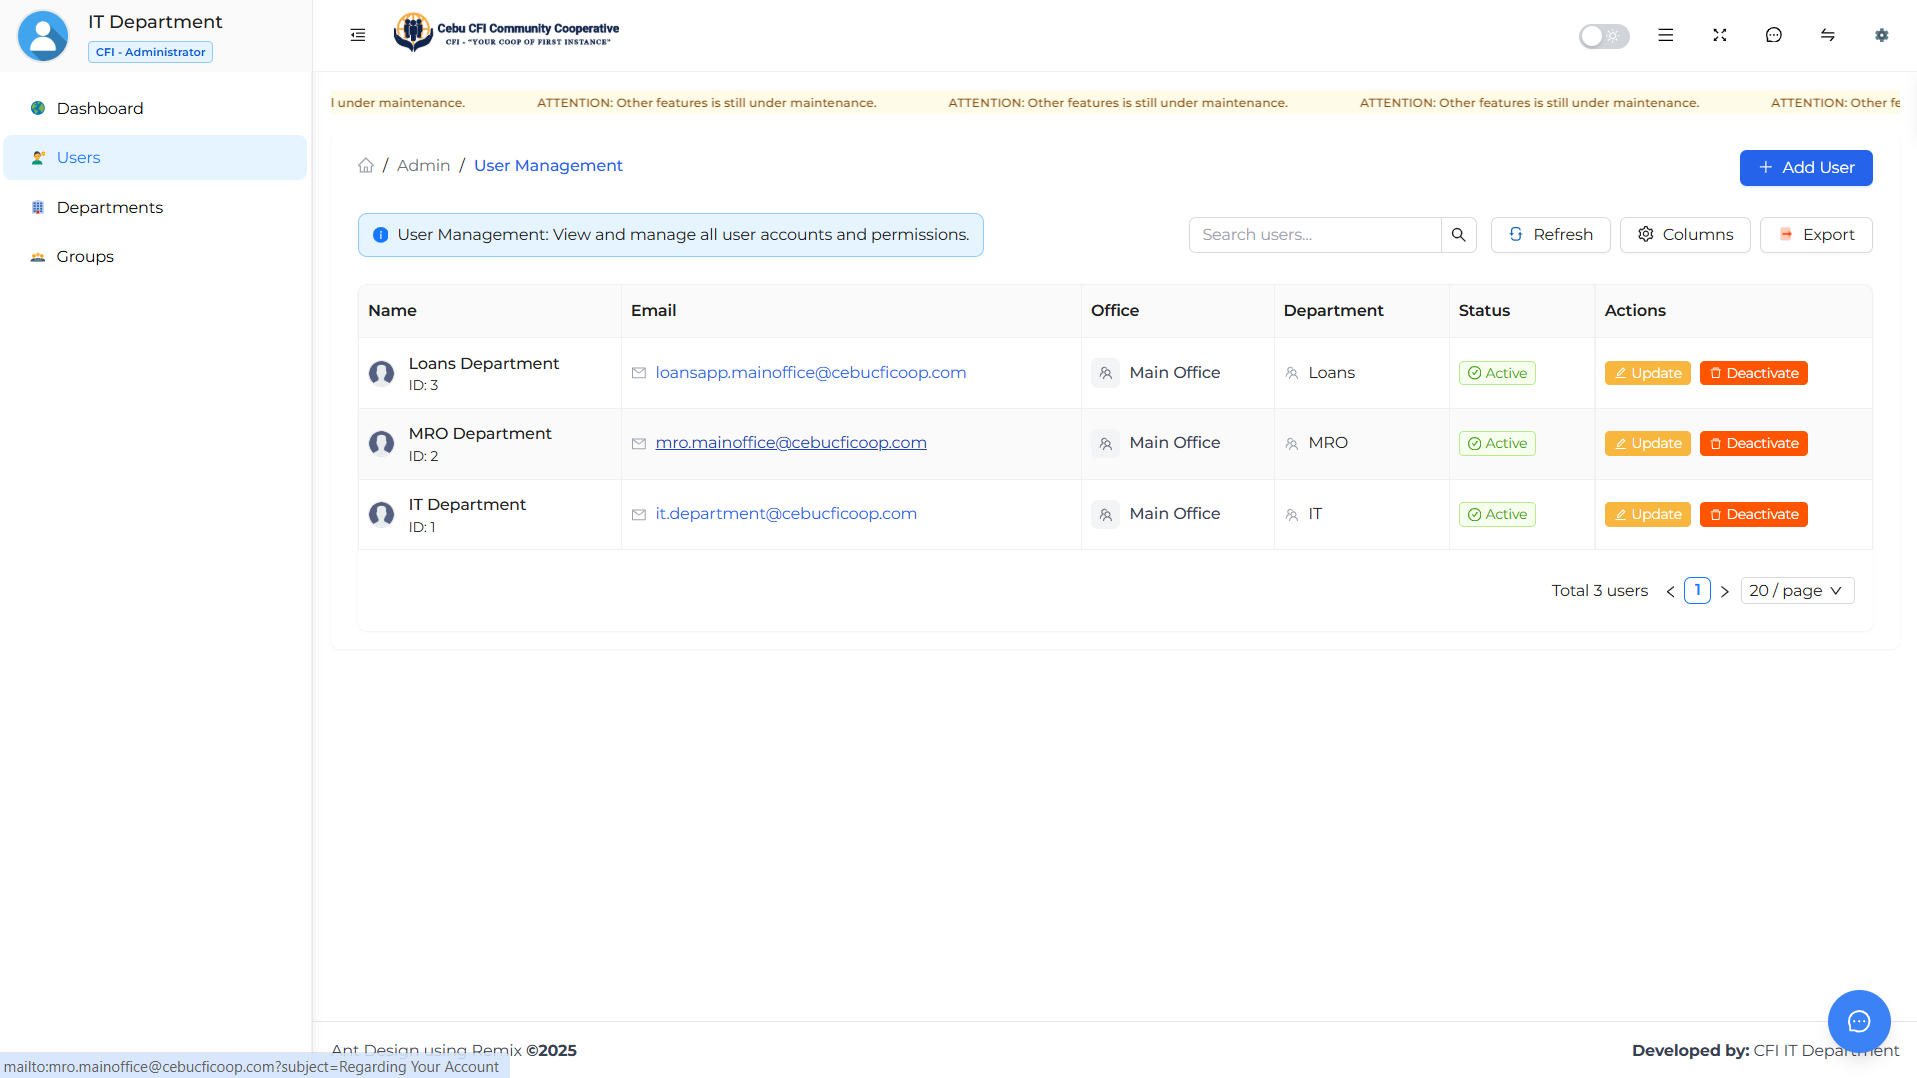 IT Department
CFI - Administrator
Dashboard
Users
Departments
Groups
Cebu CFI Community Cooperative
CFI - "YOUR COOP OF FIRST INSTANCE"
l under maintenance. ATTENTION: Other features is still under maintenance. ATTENTION: Other features is still under maintenance. ATTENTION: Other features is still under maintenance. ATTENTION: Other fe
/ Admin / User Management
Add User
User Management: View and manage all user accounts and permissions.
Search users...
Refresh
Columns
Export
Name Email Office Department Status Actions
Loans Department
ID: 3
loansapp.mainoffice@cebucficoop.com Main Office Loans Active Update Deactivate
MRO Department
ID: 2
mro.mainoffice@cebucficoop.com Main Office MRO Active Update Deactivate
IT Department
ID: 1
it.department@cebucficoop.com Main Office IT Active Update Deactivate
Total 3 users < 1 > 20 / page
Ant Design using Remix ©2025
Developed by: CFI IT Department
mailto:mro.mainoffice@cebucficoop.com?subject=Regarding Your Account